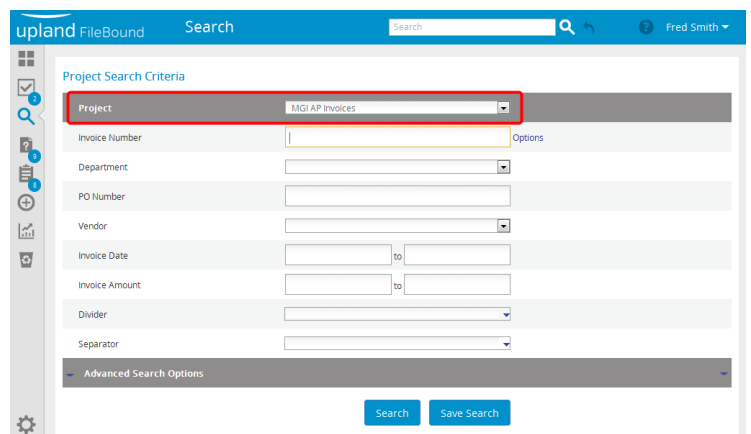 upland FileBound Search Search ? Fred Smith
Project Search Criteria
2
Project MGI AP Invoices
Invoice Number Options
?
9
Department
8
PO Number
Vendor
Invoice Date to
Invoice Amount to
Divider
Separator
Advanced Search Options
Search Save Search